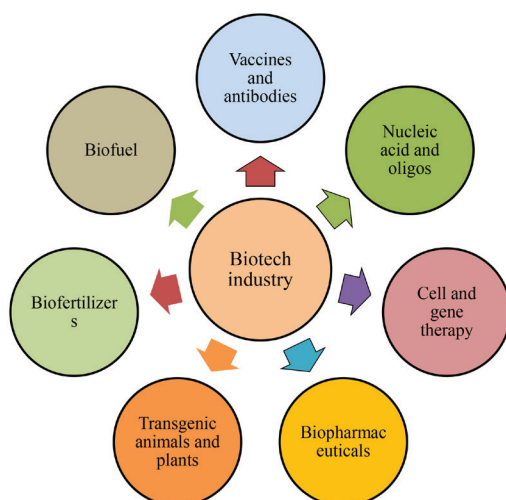 Vaccines
and
antibodies
Biofuel
Nucleic
acid and
oligos
Biotech
industry
Biofertilizer
s
Cell and
gene
therapy
Transgenic
animals and
plants
Biopharmac
euticals